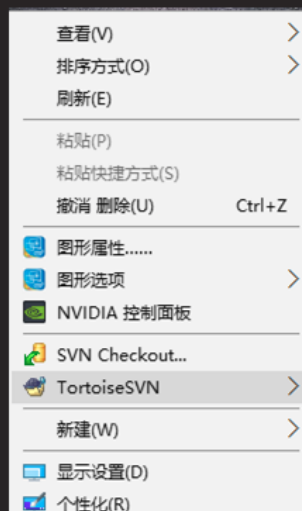 查看(V)
排序方式(O)
刷新(E)
粘贴(P)
粘贴快捷方式(S)
撤消 删除(U) Ctrl+Z
图形属性......
图形选项
NVIDIA 控制面板
SVN Checkout...
TortoiseSVN
新建(W)
显示设置(D)
个性化(R)